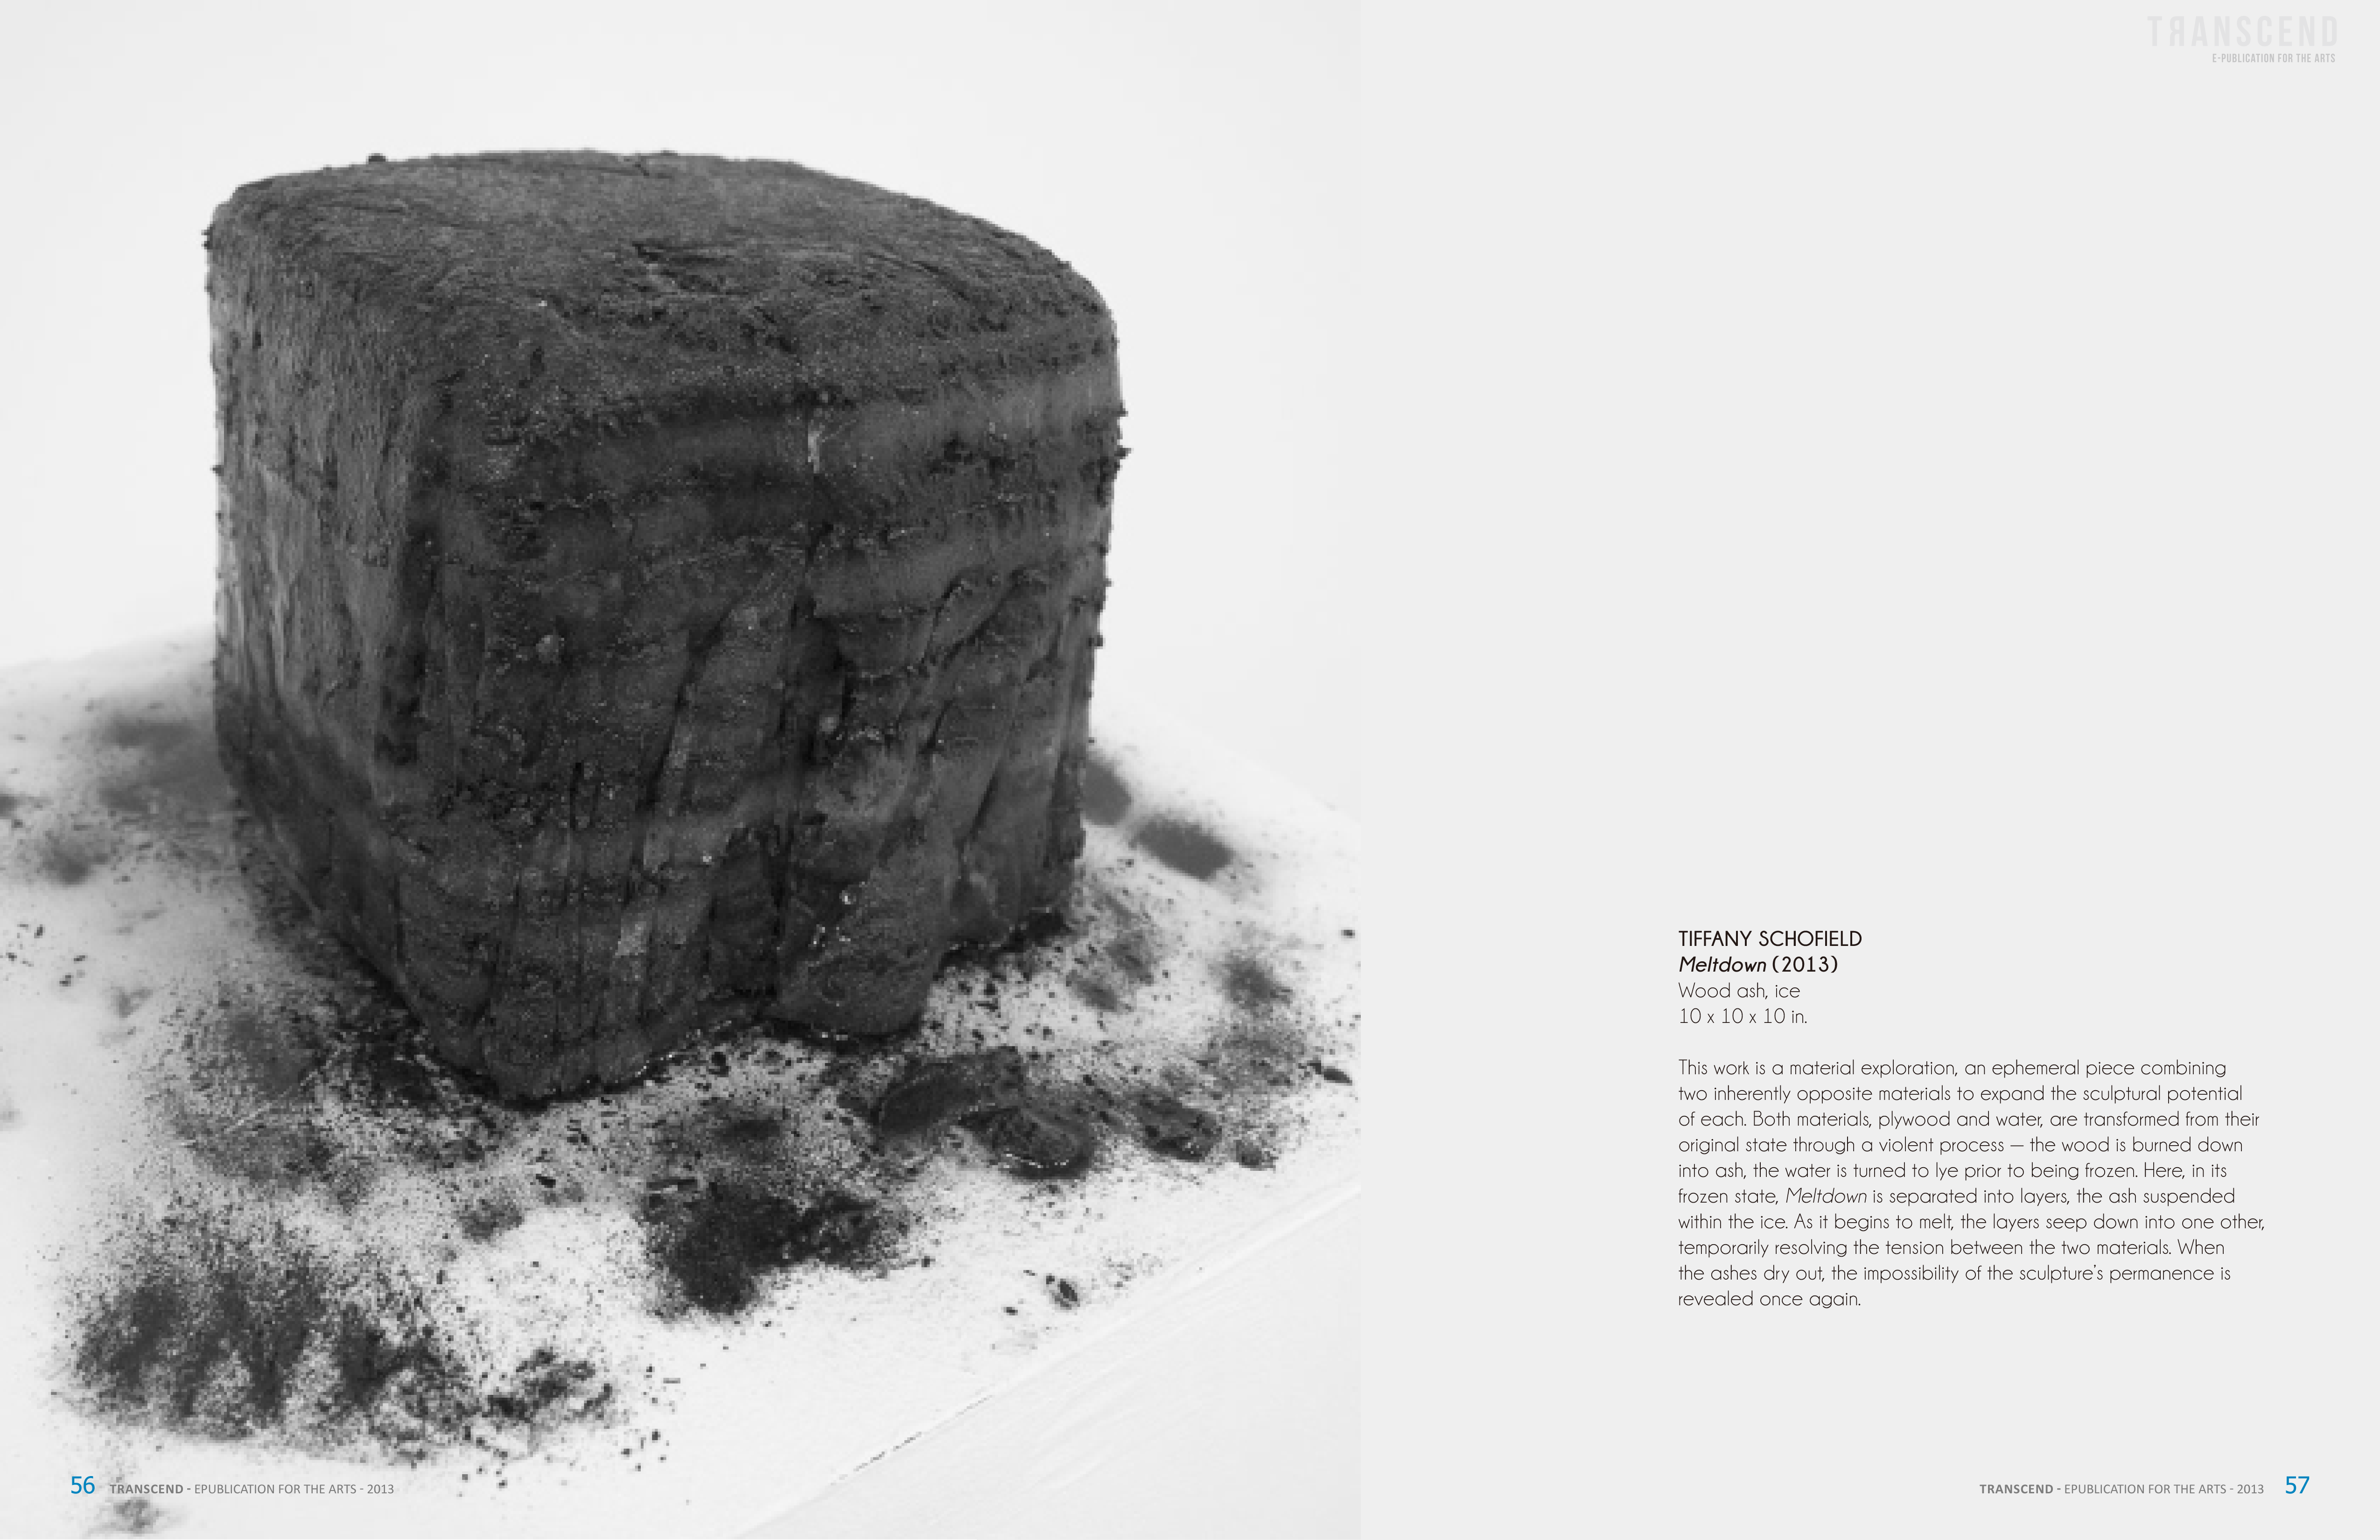 TRANSCEND
E-PUBLICATION FOR THE ARTS
TIFFANY SCHOFIELD
Meltdown (2013)
Wood ash, ice
10 x 10 x 10 in.
This work is a material exploration, an ephemeral piece combining
two inherently opposite materials to expand the sculptural potential
of each. Both materials, plywood and water, are transformed from their
original state through a violent process – the wood is burned down
into ash, the water is turned to lye prior to being frozen. Here, in its
frozen state, Meltdown is separated into layers, the ash suspended
within the ice. As it begins to melt, the layers seep down into one other,
temporarily resolving the tension between the two materials. When
the ashes dry out, the impossibility of the sculpture's permanence is
revealed once again.
56 TRANSCEND - EPUBLICATION FOR THE ARTS - 2013
TRANSCEND - EPUBLICATION FOR THE ARTS - 2013 57